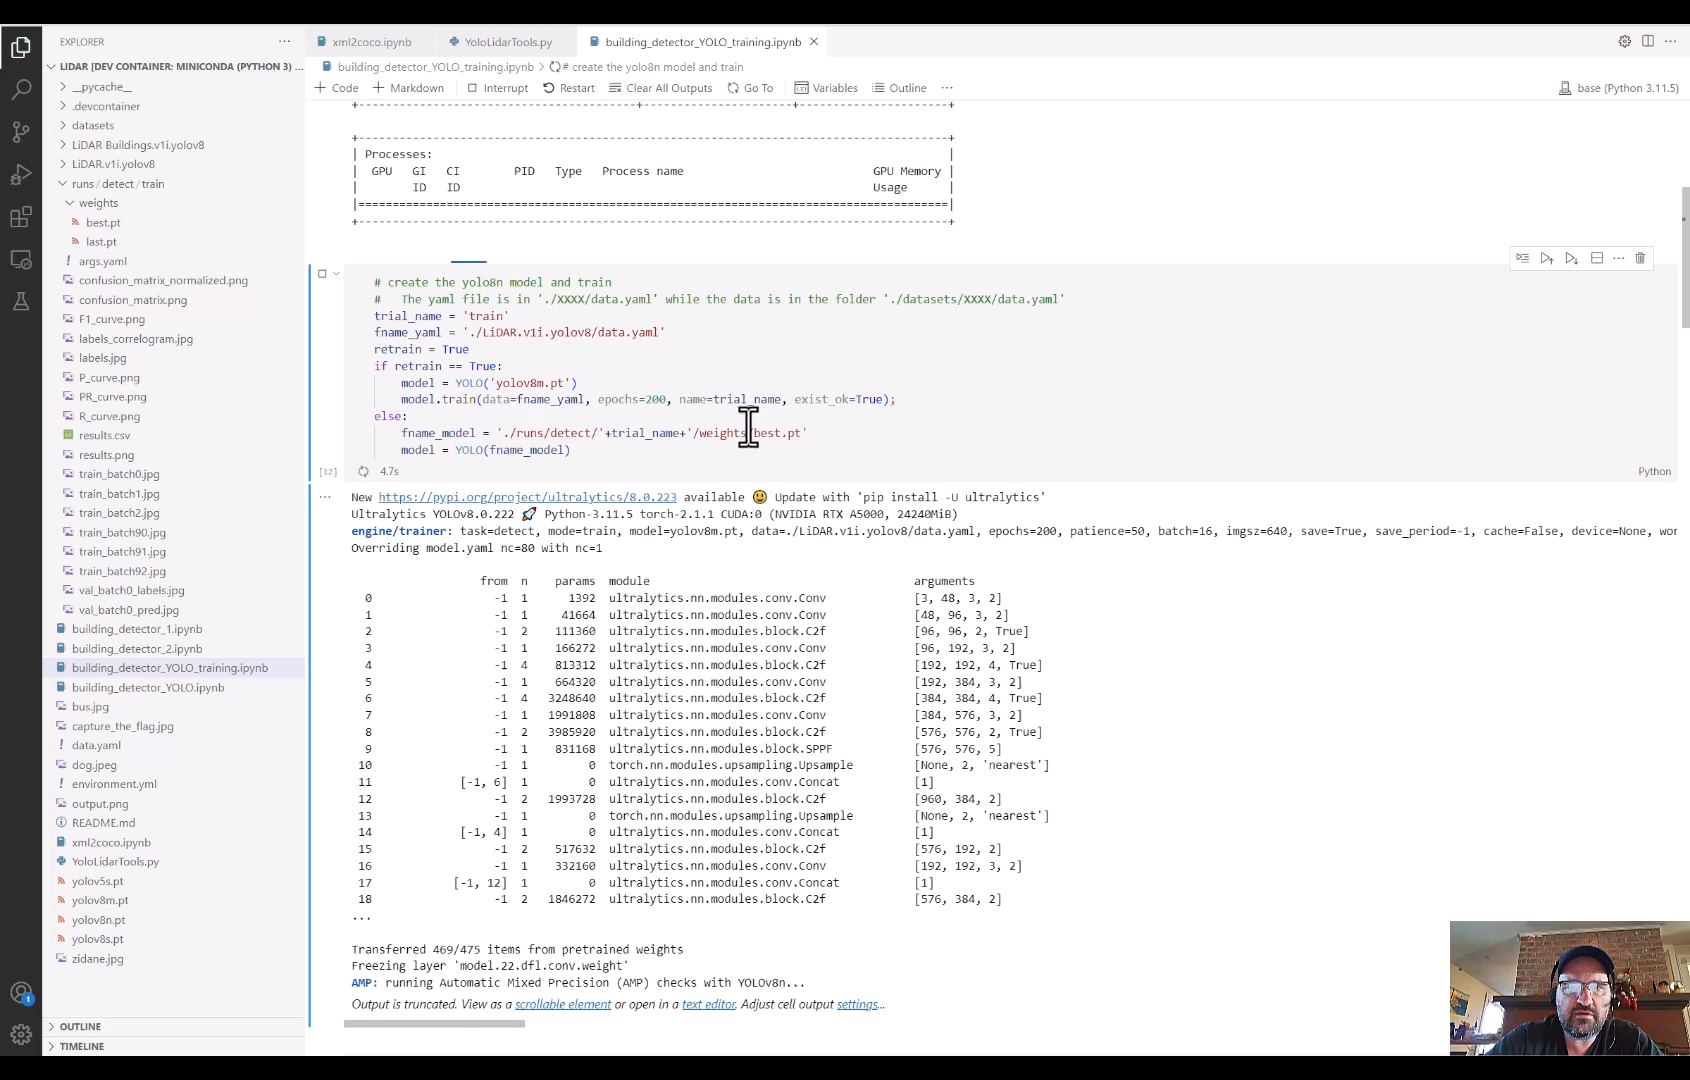 EXPLORER
xml2coco.ipynb
YoloLidarTools.py
building_detector_YOLO_training.ipynb
LIDAR [DEV CONTAINER: MINICONDA (PYTHON 3) ...
building_detector_YOLO_training.ipynb > # create the yolo8n model and train
+ Code
+ Markdown
Interrupt
Restart
Clear All Outputs
Go To
Variables
Outline
base (Python 3.11.5)
__pycache__
.devcontainer
datasets
LiDAR Buildings.v1i.yolov8
LiDAR.v1i.yolov8
runs / detect / train
weights
best.pt
last.pt
args.yaml
confusion_matrix_normalized.png
confusion_matrix.png
F1_curve.png
labels_correlogram.jpg
labels.jpg
P_curve.png
PR_curve.png
R_curve.png
results.csv
results.png
train_batch0.jpg
train_batch1.jpg
train_batch2.jpg
train_batch90.jpg
train_batch91.jpg
train_batch92.jpg
val_batch0_labels.jpg
val_batch0_pred.jpg
building_detector_1.ipynb
building_detector_2.ipynb
building_detector_YOLO_training.ipynb
building_detector_YOLO.ipynb
bus.jpg
capture_the_flag.jpg
data.yaml
dog.jpeg
environment.yml
output.png
README.md
xml2coco.ipynb
YoloLidarTools.py
yolov5s.pt
yolov8m.pt
yolov8n.pt
yolov8s.pt
zidane.jpg
OUTLINE
TIMELINE
1
| Processes: |
| GPU GI CI PID Type Process name GPU Memory |
| ID ID Usage |
|=============================================================================|
# create the yolo8n model and train
# The yaml file is in './XXXX/data.yaml' while the data is in the folder './datasets/XXXX/data.yaml'
trial_name = 'train'
fname_yaml = './LiDAR.v1i.yolov8/data.yaml'
retrain = True
if retrain == True:
model = YOLO('yolov8m.pt')
model.train(data=fname_yaml, epochs=200, name=trial_name, exist_ok=True);
else:
fname_model = './runs/detect/'+trial_name+'/weights/best.pt'
model = YOLO(fname_model)
[12] 4.7s Python
New https://pypi.org/project/ultralytics/8.0.223 available 😃 Update with 'pip install -U ultralytics'
Ultralytics YOLOv8.0.222 🚀 Python-3.11.5 torch-2.1.1 CUDA:0 (NVIDIA RTX A5000, 24240MiB)
engine/trainer: task=detect, mode=train, model=yolov8m.pt, data=./LiDAR.v1i.yolov8/data.yaml, epochs=200, patience=50, batch=16, imgsz=640, save=True, save_period=-1, cache=False, device=None, wor
Overriding model.yaml nc=80 with nc=1
from n params module arguments
0 -1 1 1392 ultralytics.nn.modules.conv.Conv [3, 48, 3, 2]
1 -1 1 41664 ultralytics.nn.modules.conv.Conv [48, 96, 3, 2]
2 -1 2 111360 ultralytics.nn.modules.block.C2f [96, 96, 2, True]
3 -1 1 166272 ultralytics.nn.modules.conv.Conv [96, 192, 3, 2]
4 -1 4 813312 ultralytics.nn.modules.block.C2f [192, 192, 4, True]
5 -1 1 664320 ultralytics.nn.modules.conv.Conv [192, 384, 3, 2]
6 -1 4 3248640 ultralytics.nn.modules.block.C2f [384, 384, 4, True]
7 -1 1 1991808 ultralytics.nn.modules.conv.Conv [384, 576, 3, 2]
8 -1 2 3985920 ultralytics.nn.modules.block.C2f [576, 576, 2, True]
9 -1 1 831168 ultralytics.nn.modules.block.SPPF [576, 576, 5]
10 -1 1 0 torch.nn.modules.upsampling.Upsample [None, 2, 'nearest']
11 [-1, 6] 1 0 ultralytics.nn.modules.conv.Concat [1]
12 -1 2 1993728 ultralytics.nn.modules.block.C2f [960, 384, 2]
13 -1 1 0 torch.nn.modules.upsampling.Upsample [None, 2, 'nearest']
14 [-1, 4] 1 0 ultralytics.nn.modules.conv.Concat [1]
15 -1 2 517632 ultralytics.nn.modules.block.C2f [576, 192, 2]
16 -1 1 332160 ultralytics.nn.modules.conv.Conv [192, 192, 3, 2]
17 [-1, 12] 1 0 ultralytics.nn.modules.conv.Concat [1]
18 -1 2 1846272 ultralytics.nn.modules.block.C2f [576, 384, 2]
...
Transferred 469/475 items from pretrained weights
Freezing layer 'model.22.dfl.conv.weight'
AMP: running Automatic Mixed Precision (AMP) checks with YOLOv8n...
Output is truncated. View as a scrollable element or open in a text editor. Adjust cell output settings...